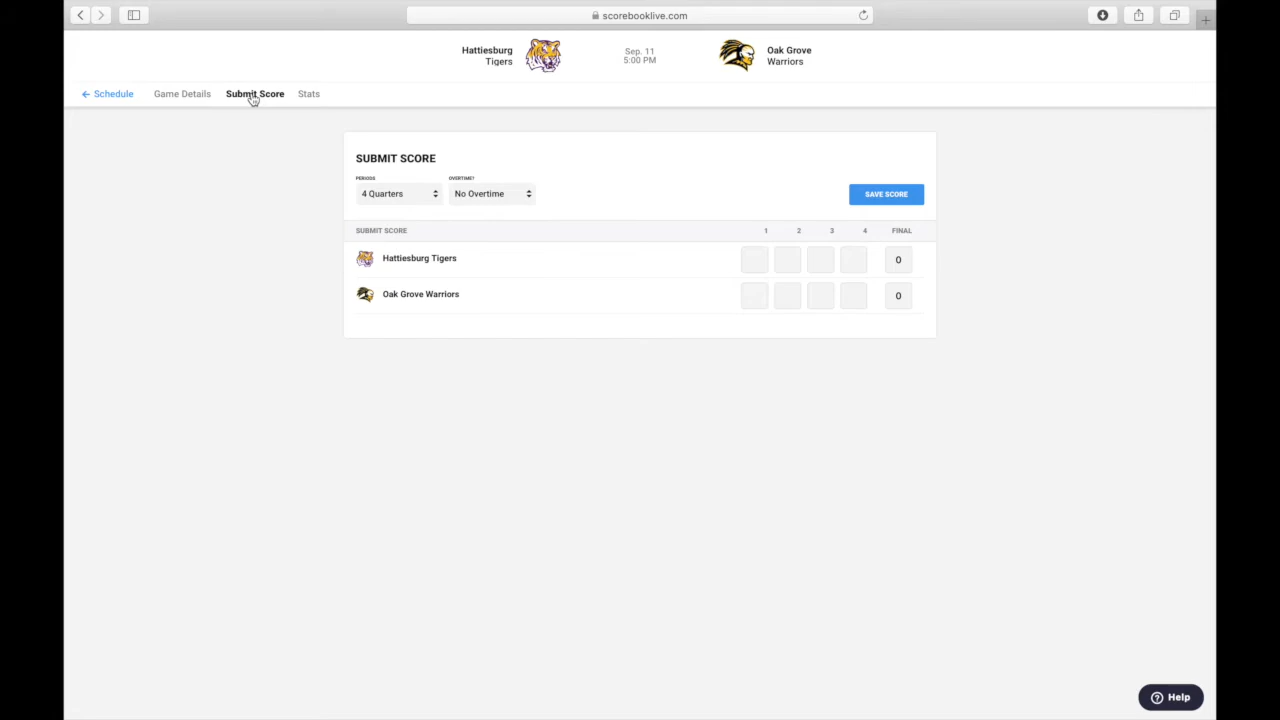 scorebooklive.com
Hattiesburg
Tigers
Sep. 11
5:00 PM
Oak Grove
Warriors
← Schedule Game Details Submit Score Stats
SUBMIT SCORE
PERIODS OVERTIME?
4 Quarters No Overtime SAVE SCORE
SUBMIT SCORE 1 2 3 4 FINAL
Hattiesburg Tigers 0
Oak Grove Warriors 0
Help